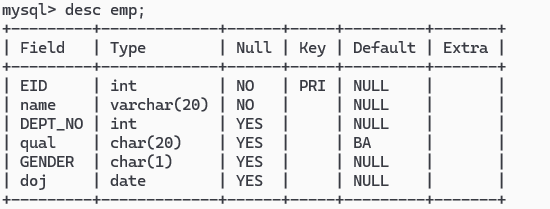 mysql> desc emp;
+---------+-------------+------+-----+---------+-------+
| Field   | Type        | Null | Key | Default | Extra |
+---------+-------------+------+-----+---------+-------+
| EID     | int         | NO   | PRI | NULL    |       |
| name    | varchar(20) | NO   |     | NULL    |       |
| DEPT_NO | int         | YES  |     | NULL    |       |
| qual    | char(20)    | YES  |     | BA      |       |
| GENDER  | char(1)     | YES  |     | NULL    |       |
| doj     | date        | YES  |     | NULL    |       |
+---------+-------------+------+-----+---------+-------+